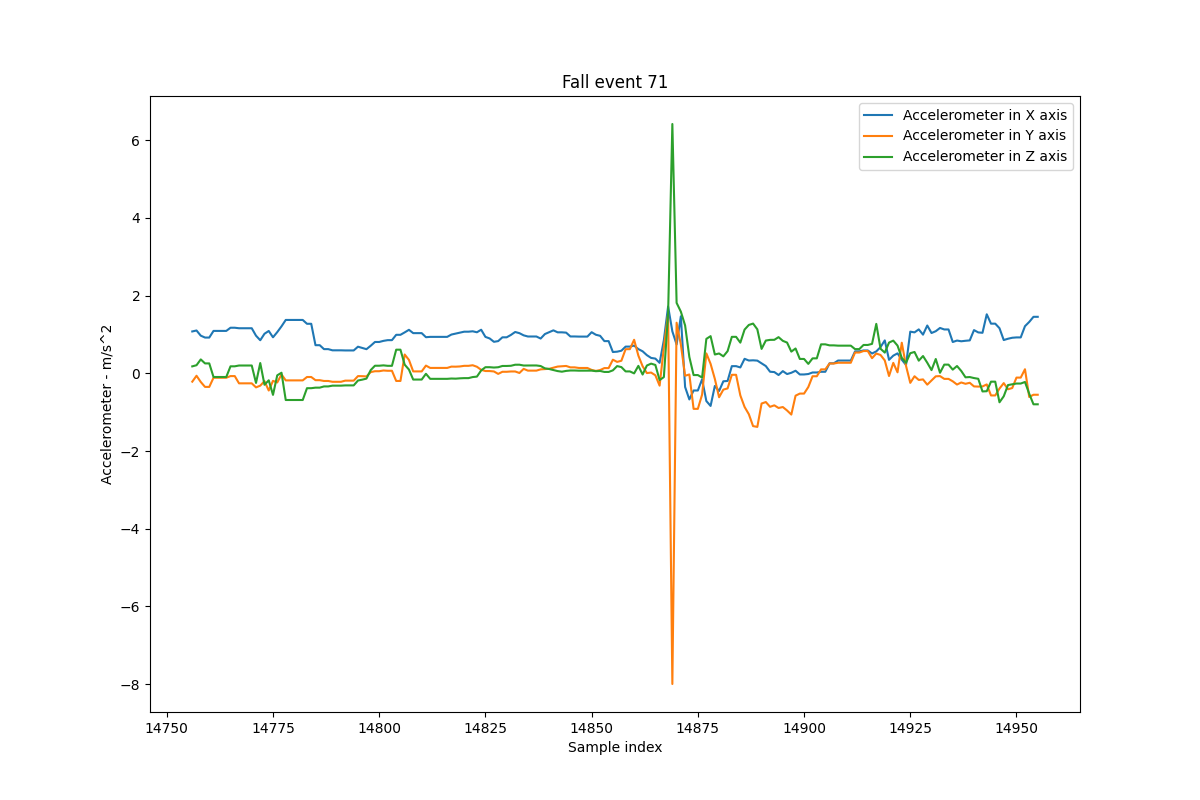 Fall event 71
Accelerometer in X axis
Accelerometer in Y axis
Accelerometer in Z axis
Accelerometer - m/s^2
6
4
2
0
−2
−4
−6
−8
14750 14775 14800 14825 14850 14875 14900 14925 14950
Sample index